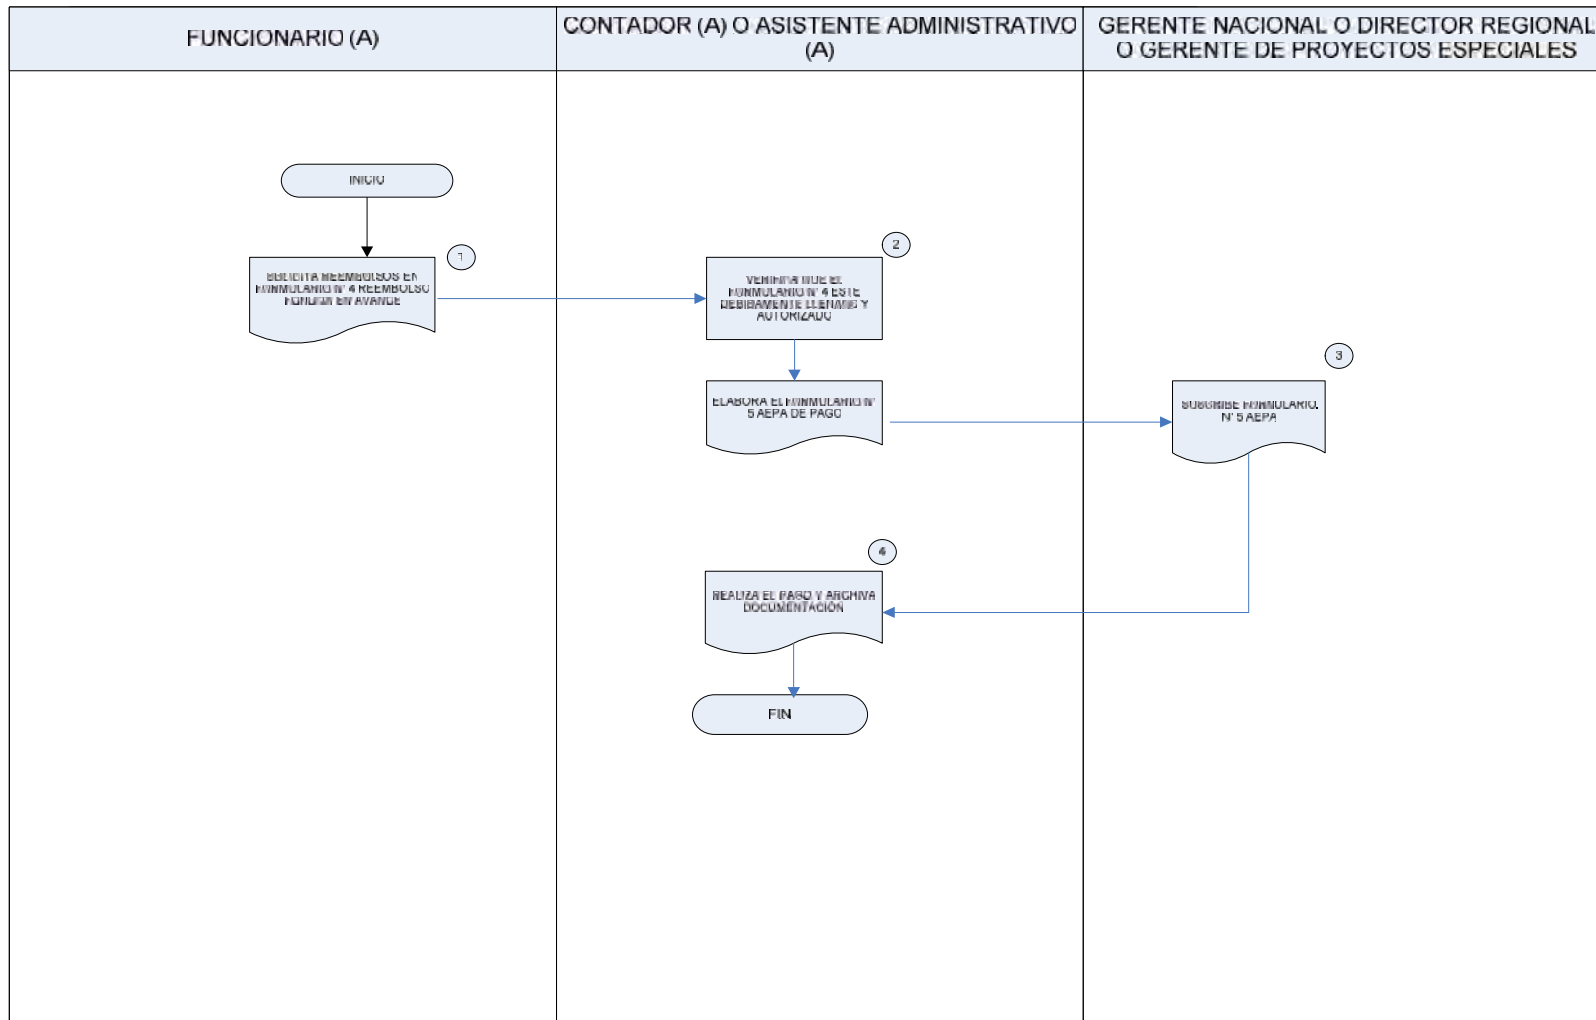 FUNCIONARIO (A)
CONTADOR (A) O ASISTENTE ADMINISTRATIVO
(A)
GERENTE NACIONAL O DIRECTOR REGIONAL
O GERENTE DE PROYECTOS ESPECIALES
INICIO
1
SOLICITA REEMBOLSOS EN
FORMULARIO N° 4 REEMBOLSO
FONDOS EN AVANCE
2
VERIFICA QUE EL
FORMULARIO N° 4 ESTE
DEBIDAMENTE LLENADO Y
AUTORIZADO
ELABORA EL FORMULARIO N°
5 AEPA DE PAGO
3
SUSCRIBE FORMULARIO
N° 5 AEPA
4
REALIZA EL PAGO Y ARCHIVA
DOCUMENTACIÓN
FIN